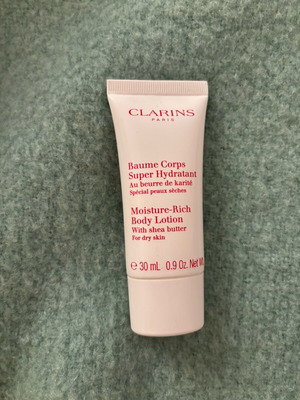 CLARINS
PARIS
Baume Corps
Super Hydratant
Au beurre de karité
Spécial peaux sèches
Moisture-Rich
Body Lotion
With shea butter
For dry skin
℮ 30 mL 0.9 Oz. Net